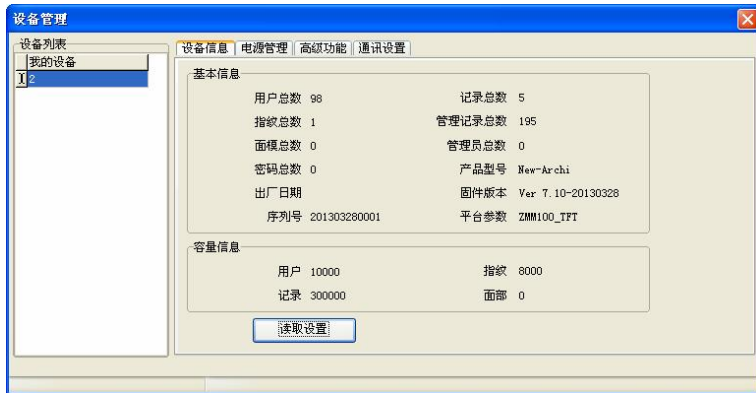 设备管理
设备列表
我的设备
2
设备信息 电源管理 高级功能 通讯设置
基本信息
用户总数 98 记录总数 5
指纹总数 1 管理记录总数 195
面模总数 0 管理员总数 0
密码总数 0 产品型号 New-Archi
出厂日期 固件版本 Ver 7.10-20130328
序列号 201303280001 平台参数 ZMM100_TFT
容量信息
用户 10000 指纹 8000
记录 300000 面部 0
读取设置